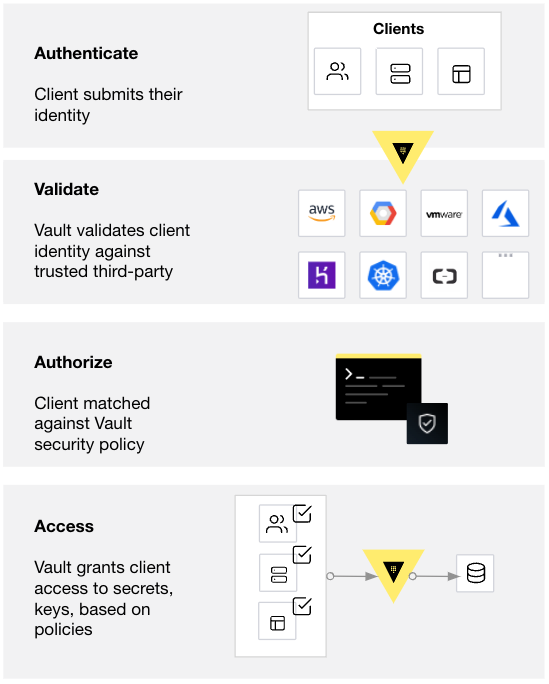 Authenticate
Client submits their
identity
Clients
Validate
Vault validates client
identity against
trusted third-party
aws
vmware
Authorize
Client matched
against Vault
security policy
Access
Vault grants client
access to secrets,
keys, based on
policies